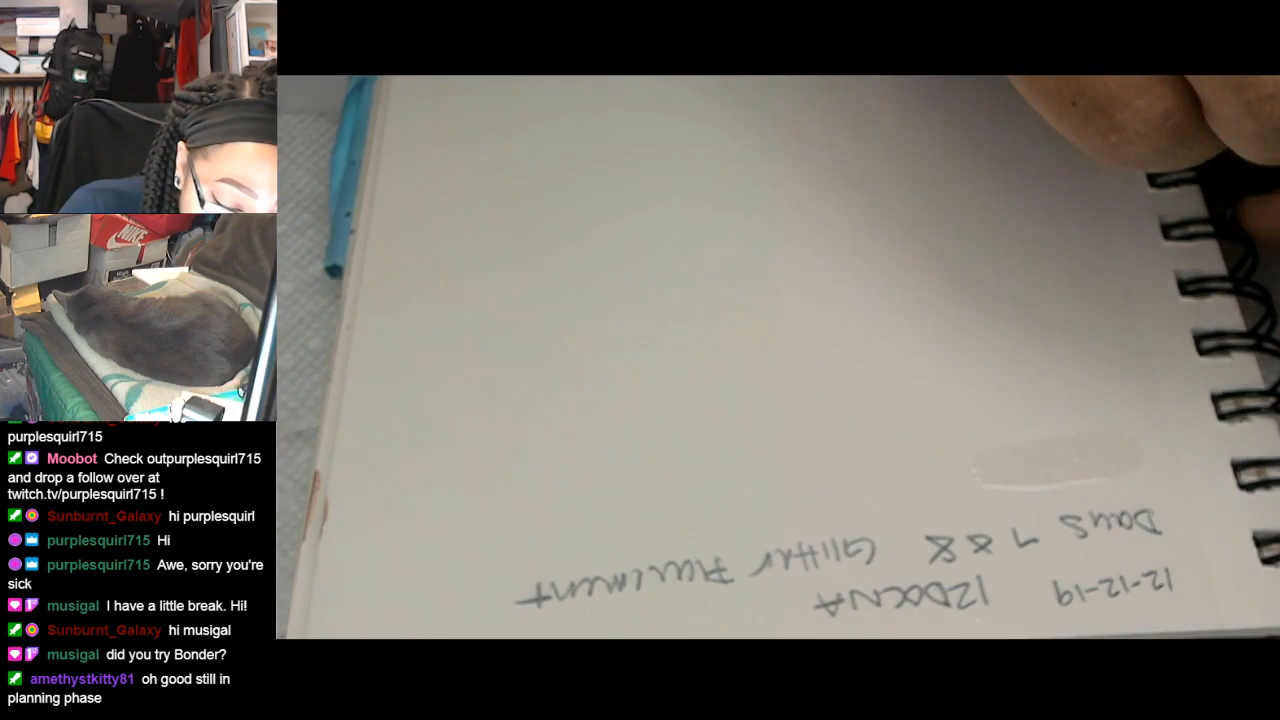 purplesquirl715
Moobot Check outpurplesquirl715
and drop a follow over at
twitch.tv/purplesquirl715 !
Sunburnt_Galaxy hi purplesquirl
purplesquirl715 Hi
purplesquirl715 Awe, sorry you're
sick
musigal I have a little break. Hi!
Sunburnt_Galaxy hi musigal
musigal did you try Bonder?
amethystkitty81 oh good still in
planning phase
NIKE
12-12-19 12DOCNA
Days 7 & 8 Glitter Placement